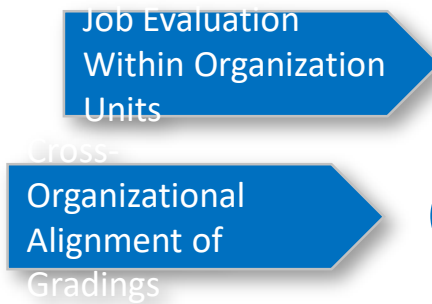 Job Evaluation
Within Organization
Units
Cross-
Organizational
Alignment of
Gradings